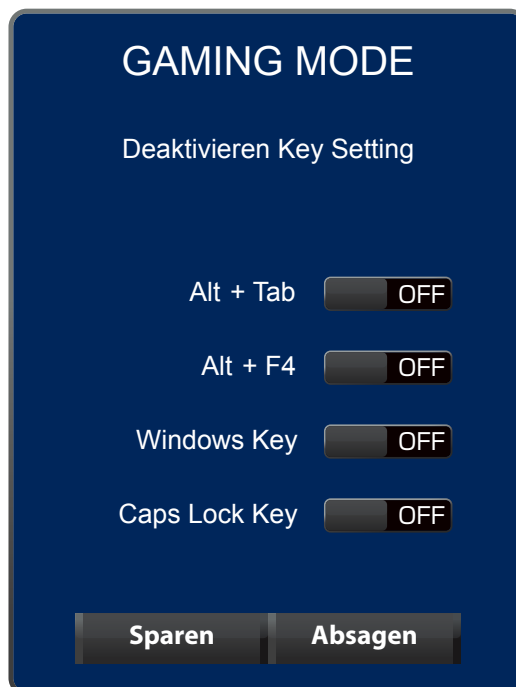 GAMING MODE
Deaktivieren Key Setting
Alt + Tab OFF
Alt + F4 OFF
Windows Key OFF
Caps Lock Key OFF
Sparen Absagen